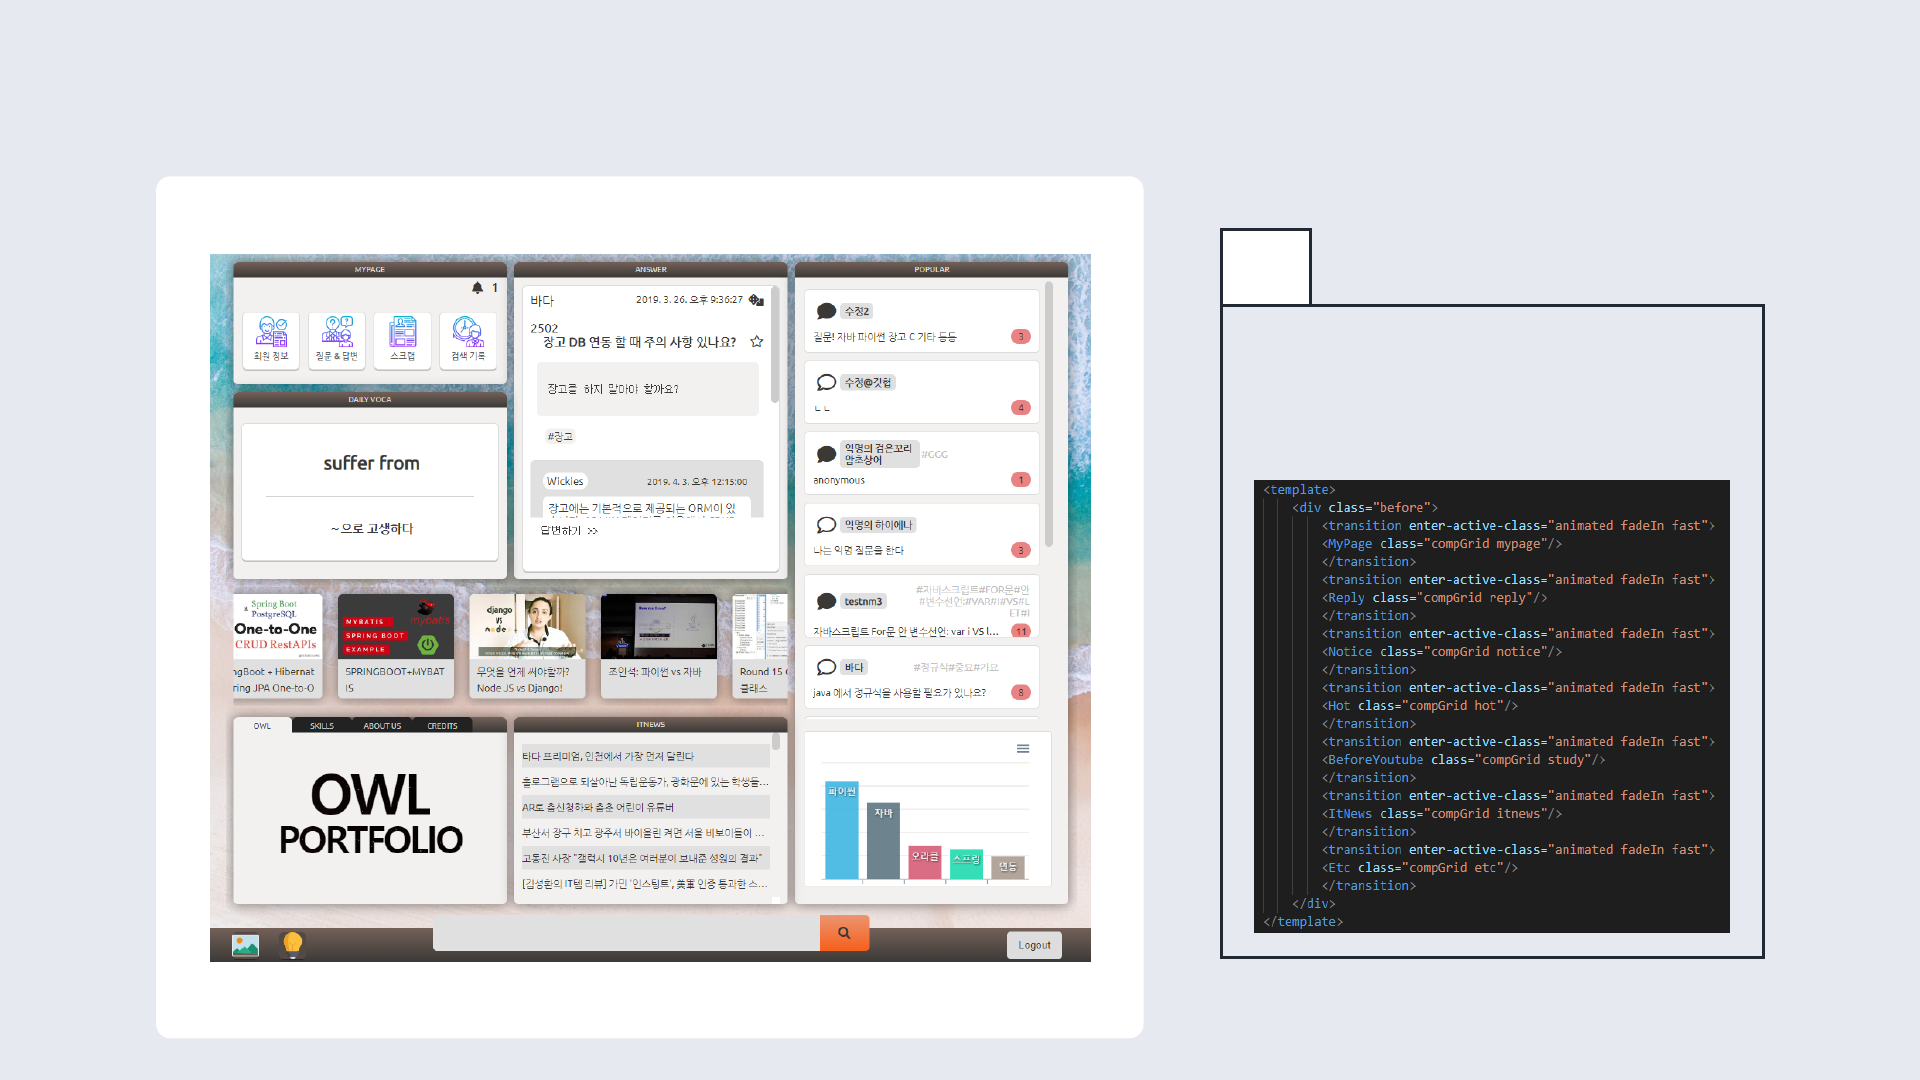 MYPAGE
1
회원 정보
질문 & 답변
스크랩
검색 기록
DAILY VOCA
suffer from
~으로 고생하다
ANSWER
바다
2019. 3. 26. 오후 9:36:27
2502
장고 DB 연동 할 때 주의 사항 있나요?
장고를 하지 말아야 할까요?
#장고
Wickies
2019. 4. 3. 오후 12:15:00
장고에는 기본적으로 제공되는 ORM이 있
답변하기 >>
POPULAR
수정2
질문! 자바 파이썬 장고 C 기타 등등
3
수정@깃헙
ㄴㄴ
4
익명의 검은꼬리
암초상어
#GGG
anonymous
1
익명의 하이에나
나는 익명 질문을 한다
3
testnm3
#자바스크립트#FOR문#안
#변수선언:#VAR#I#VS#L
ET#I
자바스크립트 For문 안 변수선언: var i VS l...
11
바다
#정규식#중요#가요
java 에서 정규식을 사용할 필요가 있나요?
8
Spring Boot
&
PostgreSQL
One-to-One
CRUD RestAPIs
ngBoot + Hibernat
ring JPA One-to-O
mybatis
MYBATIS
SPRING BOOT
EXAMPLE
SPRINGBOOT+MYBAT
IS
django
VS
node
무엇을 언제 써야할까?
Node JS vs Django!
조인석: 파이썬 vs 자바
Round 15
클래스
OWL
SKILLS
ABOUT US
CREDITS
OWL
PORTFOLIO
ITNEWS
타다 프리미엄, 인천에서 가장 먼저 달린다
홀로그램으로 되살아난 독립운동가, 광화문에 있는 학생들...
AR로 출신청하와 춤춘 어린이 유튜버
부산서 장구 치고 광주서 바이올린 켜면 서울 비보이들이 ...
고동진 사장 "갤럭시 10년은 여러분이 보내준 성원의 결과"
[김성환의 IT템 리뷰] 가민 '인스팅트', 美軍 인증 통과한 스...
파이썬
자바
오라클
스프링
연동
Logout
<template>
<div class="before">
<transition enter-active-class="animated fadeIn fast">
<MyPage class="compGrid mypage"/>
</transition>
<transition enter-active-class="animated fadeIn fast">
<Reply class="compGrid reply"/>
</transition>
<transition enter-active-class="animated fadeIn fast">
<Notice class="compGrid notice"/>
</transition>
<transition enter-active-class="animated fadeIn fast">
<Hot class="compGrid hot"/>
</transition>
<transition enter-active-class="animated fadeIn fast">
<BeforeYoutube class="compGrid study"/>
</transition>
<transition enter-active-class="animated fadeIn fast">
<ItNews class="compGrid itnews"/>
</transition>
<transition enter-active-class="animated fadeIn fast">
<Etc class="compGrid etc"/>
</transition>
</div>
</template>